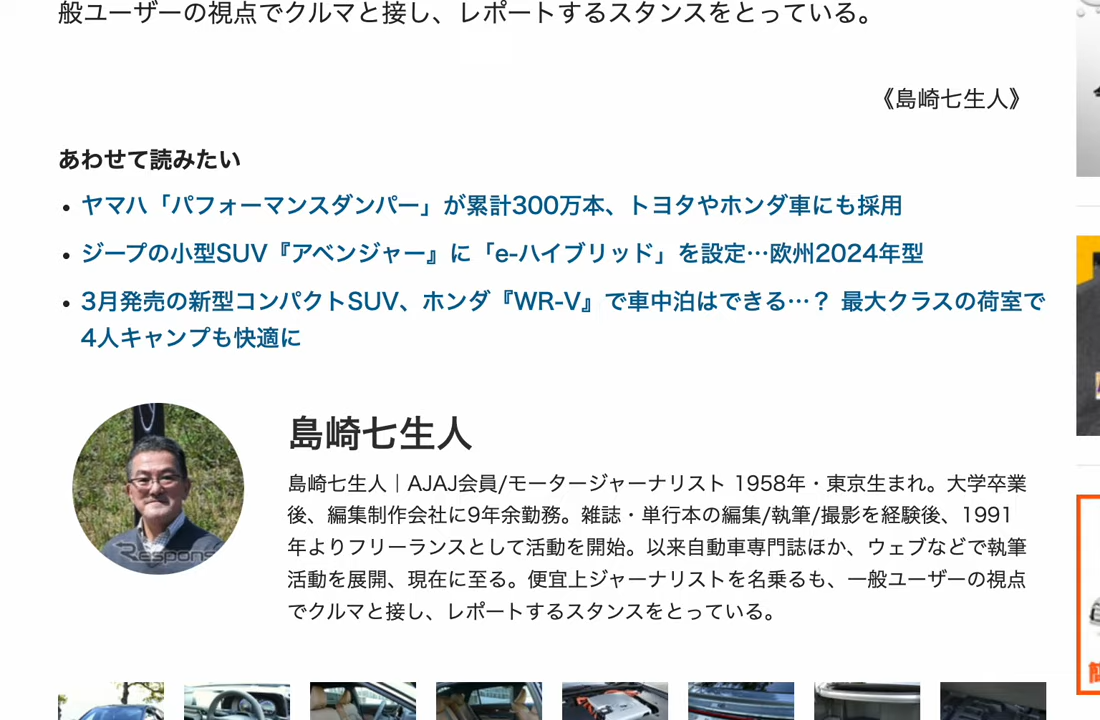 般ユーザーの視点でクルマと接し、レポートするスタンスをとっている。
《島崎七生人》
あわせて読みたい
• ヤマハ「パフォーマンスダンパー」が累計300万本、トヨタやホンダ車にも採用
• ジープの小型SUV『アベンジャー』に「e-ハイブリッド」を設定…欧州2024年型
• 3月発売の新型コンパクトSUV、ホンダ『WR-V』で車中泊はできる…？ 最大クラスの荷室で
4人キャンプも快適に
島崎七生人
島崎七生人｜AJAJ会員/モータージャーナリスト 1958年・東京生まれ。大学卒業
後、編集制作会社に9年余勤務。雑誌・単行本の編集/執筆/撮影を経験後、1991
年よりフリーランスとして活動を開始。以来自動車専門誌ほか、ウェブなどで執筆
活動を展開、現在に至る。便宜上ジャーナリストを名乗るも、一般ユーザーの視点
でクルマと接し、レポートするスタンスをとっている。
Respons